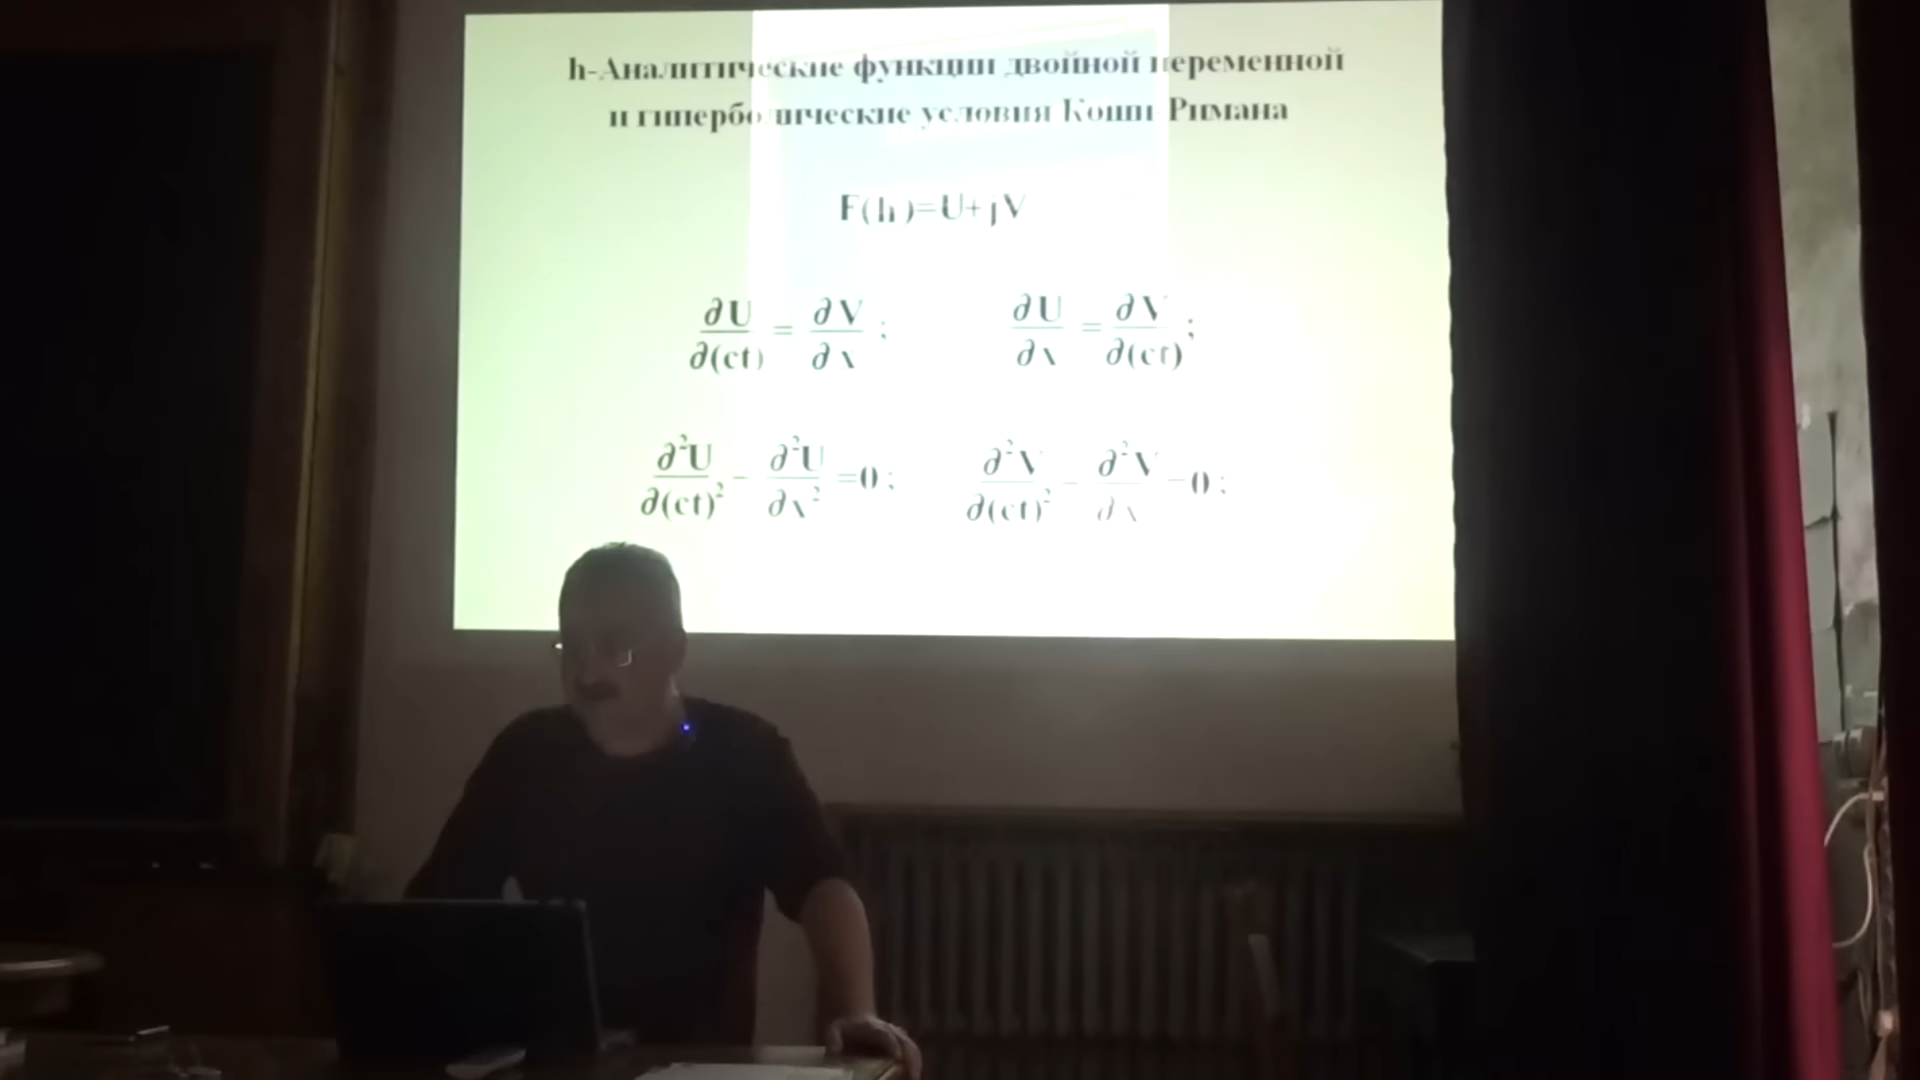 h-Аналитические функции двойной переменной
и гиперболические условия Коши Римана
F(h)=U+jV
∂U/∂(ct) = ∂V/∂x ; ∂U/∂x = ∂V/∂(ct) ;
∂²U/∂(ct)² - ∂²U/∂x² =0 ; ∂²V/∂(ct)² - ∂²V/∂x =0 ;